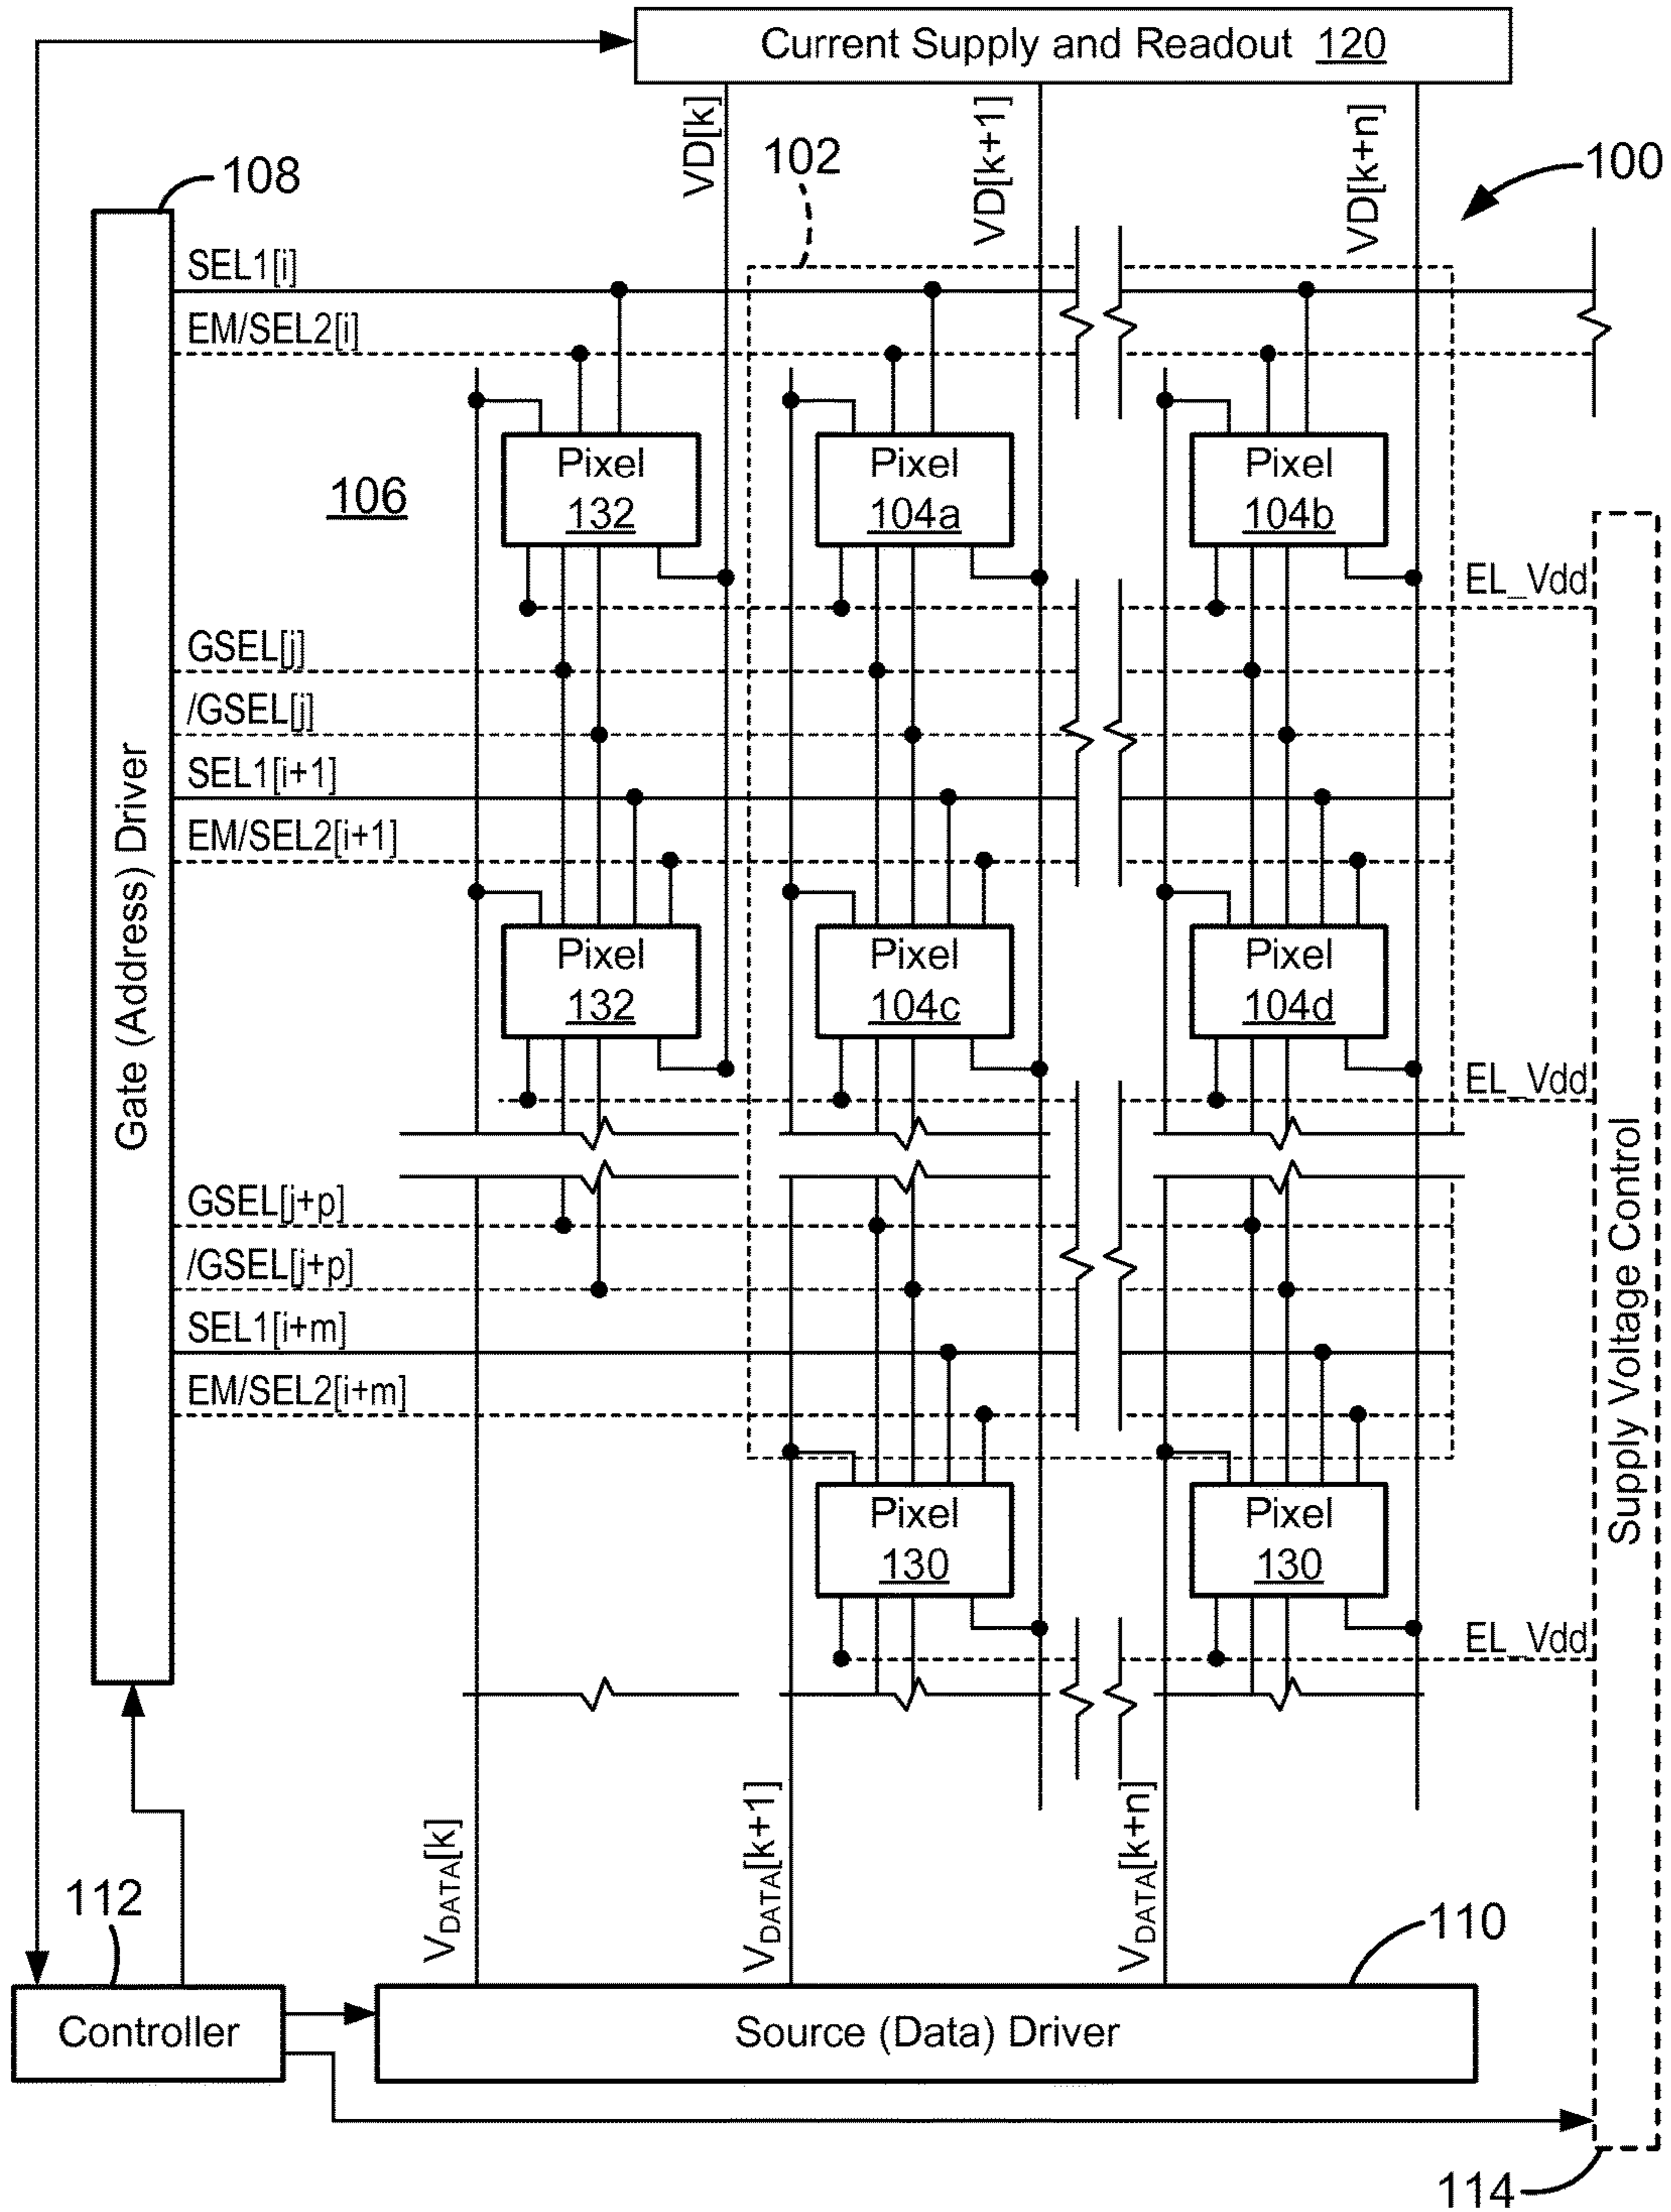 Current Supply and Readout 120
VD[k]
VD[k+1]
VD[k+n]
102
100
108
SEL1[i]
EM/SEL2[i]
Pixel
132
Pixel
104a
Pixel
104b
106
EL_Vdd
GSEL[j]
/GSEL[j]
SEL1[i+1]
EM/SEL2[i+1]
Gate (Address) Driver
Pixel
132
Pixel
104c
Pixel
104d
EL_Vdd
GSEL[j+p]
/GSEL[j+p]
SEL1[i+m]
EM/SEL2[i+m]
Supply Voltage Control
Pixel
130
Pixel
130
EL_Vdd
VDATA[k]
VDATA[k+1]
VDATA[k+n]
112
110
Controller
Source (Data) Driver
114